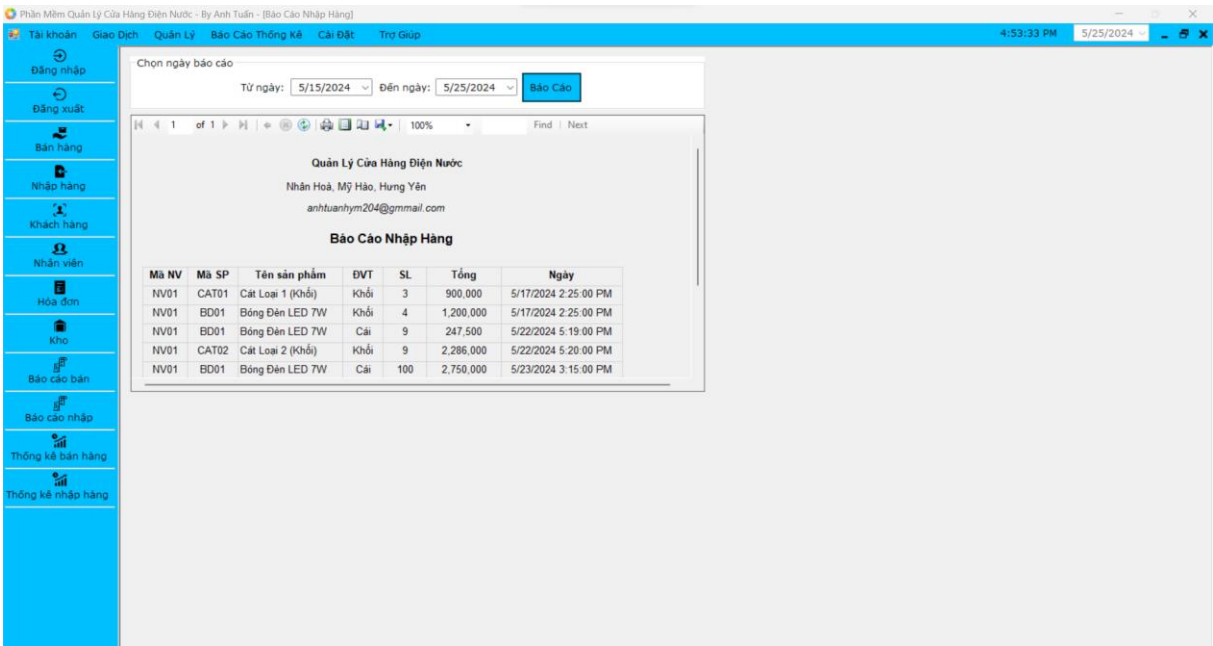 Phần Mềm Quản Lý Cửa Hàng Điện Nước - By Anh Tuấn - [Báo Cáo Nhập Hàng]
Tài khoản Giao Dịch Quản Lý Báo Cáo Thống Kê Cài Đặt Trợ Giúp 4:53:33 PM 5/25/2024
Đăng nhập
Đăng xuất
Bán hàng
Nhập hàng
Khách hàng
Nhân viên
Hóa đơn
Kho
Báo cáo bán
Báo cáo nhập
Thống kê bán hàng
Thống kê nhập hàng
Chọn ngày báo cáo
Từ ngày: 5/15/2024 Đến ngày: 5/25/2024 Báo Cáo
1 of 1 100% Find | Next
Quản Lý Cửa Hàng Điện Nước
Nhân Hoà, Mỹ Hào, Hưng Yên
anhtuanhym204@gmmail.com
Báo Cáo Nhập Hàng
Mã NV Mã SP Tên sản phẩm ĐVT SL Tổng Ngày
NV01 CAT01 Cát Loại 1 (Khối) Khối 3 900,000 5/17/2024 2:25:00 PM
NV01 BD01 Bóng Đèn LED 7W Khối 4 1,200,000 5/17/2024 2:25:00 PM
NV01 BD01 Bóng Đèn LED 7W Cái 9 247,500 5/22/2024 5:19:00 PM
NV01 CAT02 Cát Loại 2 (Khối) Khối 9 2,286,000 5/22/2024 5:20:00 PM
NV01 BD01 Bóng Đèn LED 7W Cái 100 2,750,000 5/23/2024 3:15:00 PM